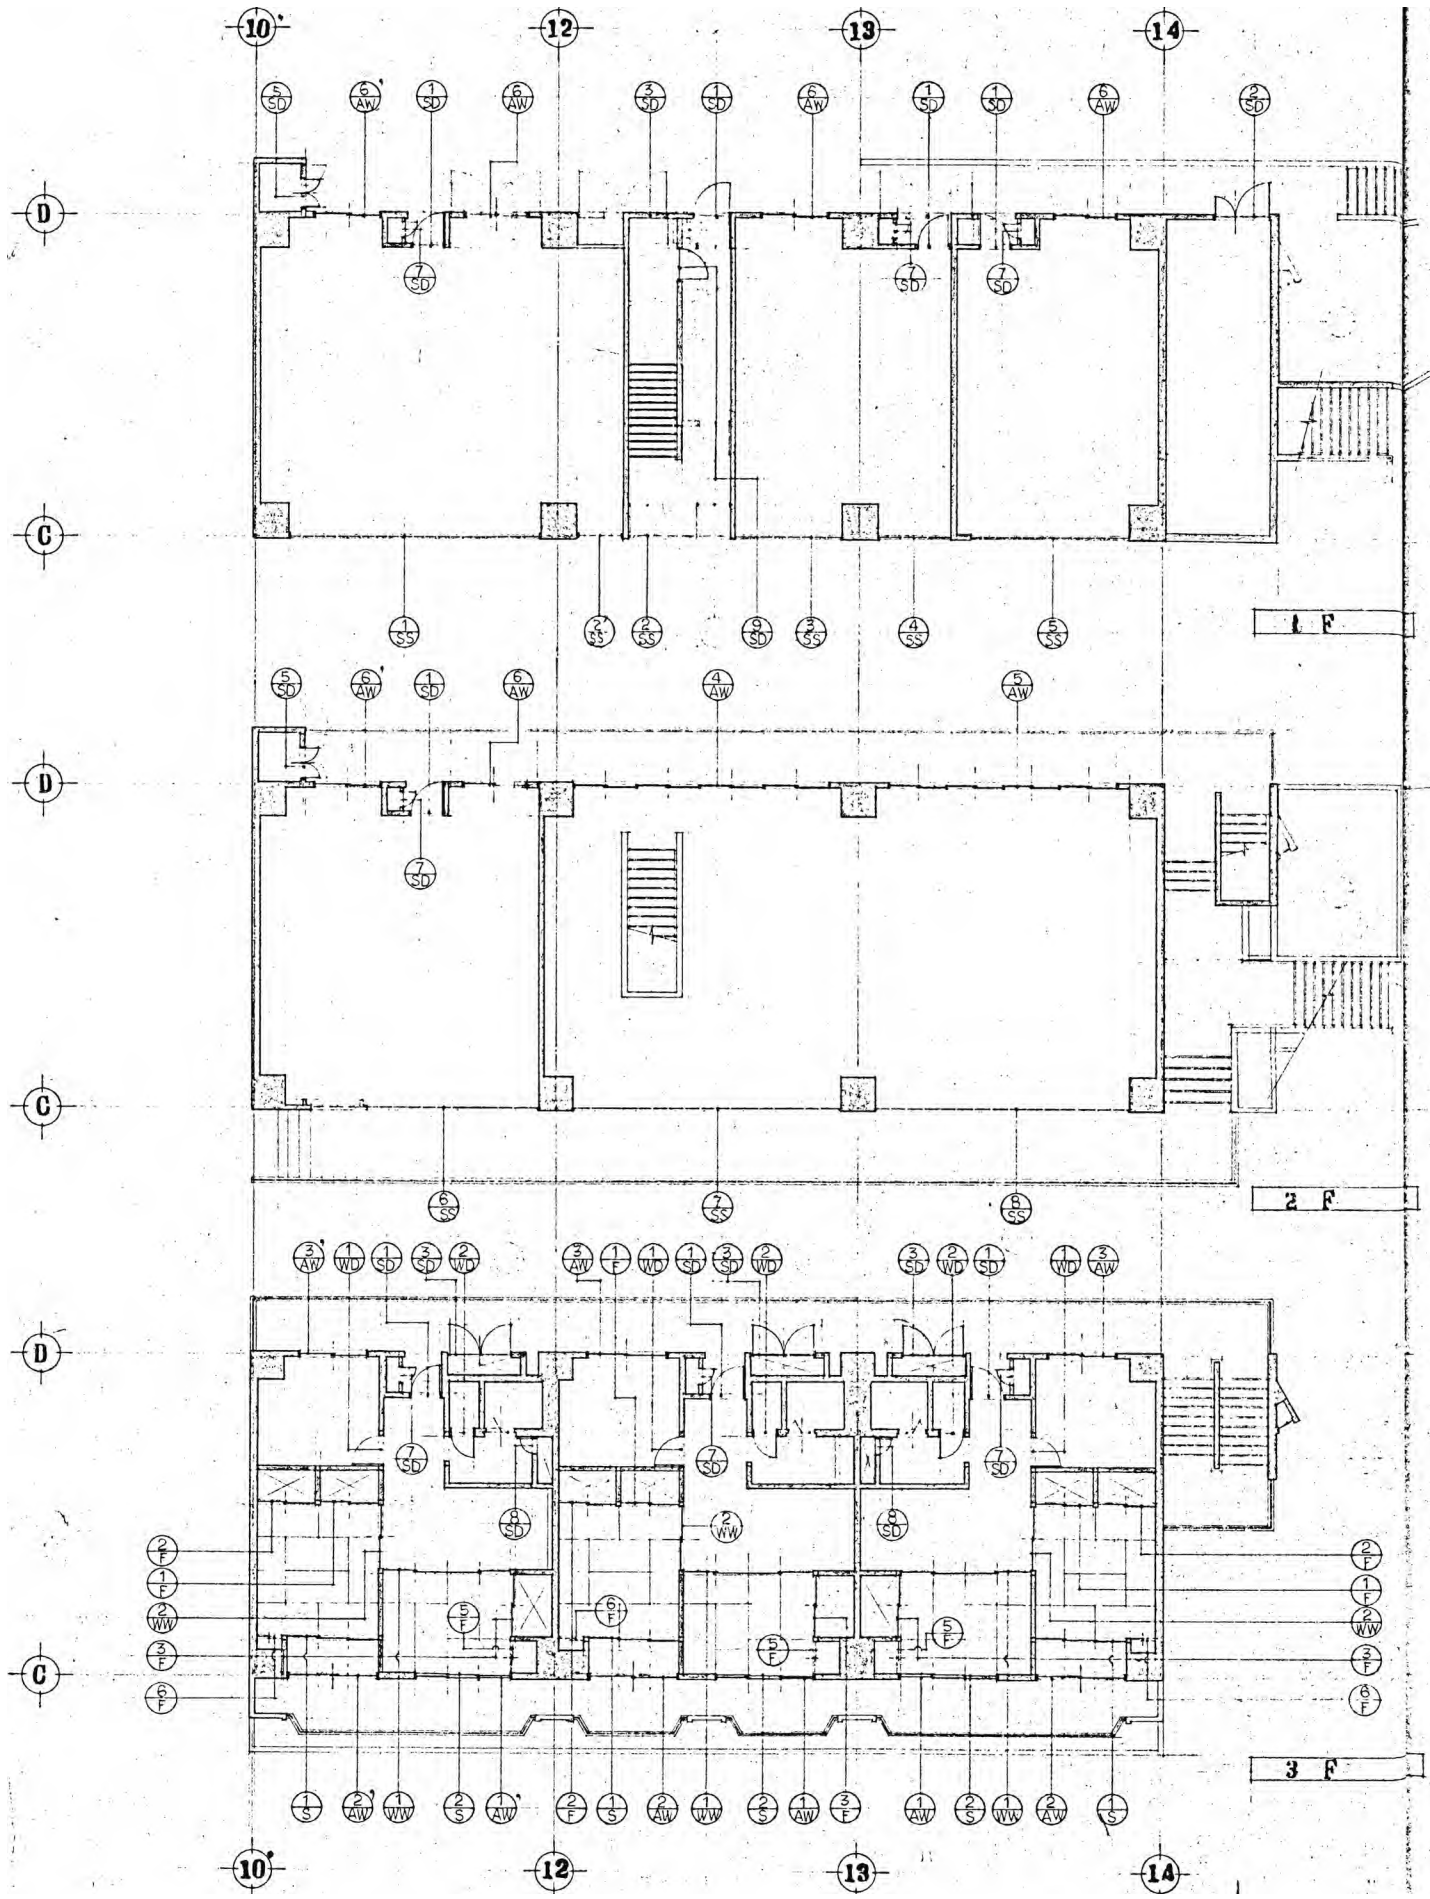 10' 12 13 14
5 SD 6 AW' 1 SD 6 AW 3 SD 1 SD 6 AW 1 SD 1 SD 6 AW 2 SD
D
7 SD 7 SD 7 SD
C
1 SS 2' SS 2 SS 9 SD 3 SS 4 SS 5 SS
1 F
5 SD 6 AW' 1 SD 6 AW 4 AW 5 AW
D
7 SD
C
6 SS 7 SS 8 SS
2 F
3 AW' 1 WD 1 SD 3 SD 2 WD 3 AW 1 F 1 WD 1 SD 3 SD 2 WD 3 SD 2 WD 1 SD 1 WD 3 AW
D
7 SD 7 SD 7 SD
8 SD 2 WW 8 SD
2 F 2 F
1 F 1 F
2 WW 5 F 6 F 5 F 2 WW
3 F 5 F 3 F
C
6 F 6 F
3 F
1 S 2 AW' 1 WW 2 S 1 AW' 2 F 1 S 2 AW 1 WW 2 S 1 AW 3 F 1 AW 2 S 1 WW 2 AW 1 S
10' 12 13 14